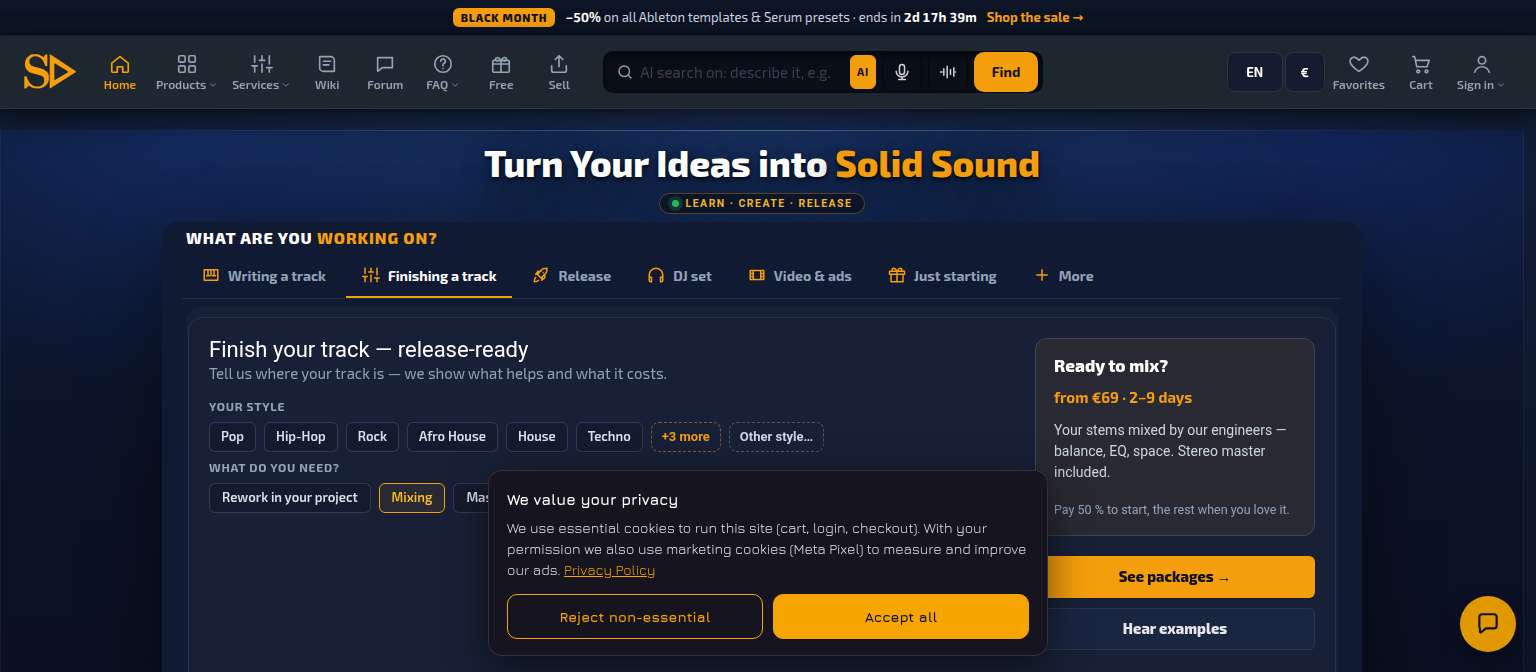 BLACK MONTH −50% on all Ableton templates & Serum presets · ends in 2d 17h 39m Shop the sale →
Home Products Services Wiki Forum FAQ Free Sell
AI search on: describe it, e.g. AI Find
EN € Favorites Cart Sign in
Turn Your Ideas into Solid Sound
LEARN · CREATE · RELEASE
WHAT ARE YOU WORKING ON?
Writing a track Finishing a track Release DJ set Video & ads Just starting More
Finish your track — release-ready
Tell us where your track is — we show what helps and what it costs.
YOUR STYLE
Pop Hip-Hop Rock Afro House House Techno +3 more Other style...
WHAT DO YOU NEED?
Rework in your project Mixing
Ready to mix?
from €69 · 2–9 days
Your stems mixed by our engineers —
balance, EQ, space. Stereo master
included.
Pay 50 % to start, the rest when you love it.
See packages →
Hear examples
We value your privacy
We use essential cookies to run this site (cart, login, checkout). With your
permission we also use marketing cookies (Meta Pixel) to measure and improve
our ads. Privacy Policy
Reject non-essential Accept all